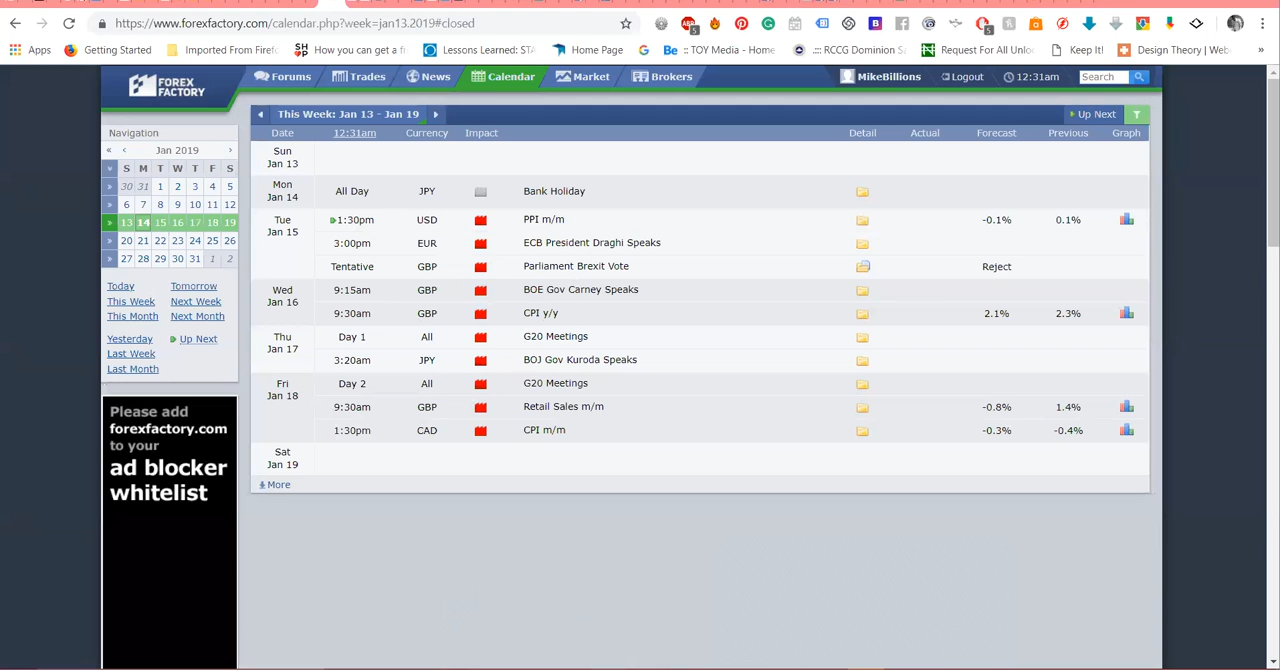 https://www.forexfactory.com/calendar.php?week=jan13.2019#closed
Apps Getting Started Imported From Firef How you can get a f Lessons Learned: STA Home Page Be :: TOY Media - Home .::: RCCG Dominion S Request For All Unlo Keep It! Design Theory | Web »
FOREX FACTORY
Forums Trades News Calendar Market Brokers MikeBillions Logout 12:31am Search
This Week: Jan 13 - Jan 19 Up Next
Navigation
« ‹ Jan 2019 ›
S M T W T F S
30 31 1 2 3 4 5
6 7 8 9 10 11 12
13 14 15 16 17 18 19
20 21 22 23 24 25 26
27 28 29 30 31 1 2
Today Tomorrow
This Week Next Week
This Month Next Month
Yesterday Up Next
Last Week
Last Month
Please add
forexfactory.com
to your
ad blocker
whitelist
Date 12:31am Currency Impact Detail Actual Forecast Previous Graph
Sun
Jan 13
Mon
Jan 14 All Day JPY Bank Holiday
Tue
Jan 15 1:30pm USD PPI m/m -0.1% 0.1%
3:00pm EUR ECB President Draghi Speaks
Tentative GBP Parliament Brexit Vote Reject
Wed
Jan 16 9:15am GBP BOE Gov Carney Speaks
9:30am GBP CPI y/y 2.1% 2.3%
Thu
Jan 17 Day 1 All G20 Meetings
3:20am JPY BOJ Gov Kuroda Speaks
Fri
Jan 18 Day 2 All G20 Meetings
9:30am GBP Retail Sales m/m -0.8% 1.4%
1:30pm CAD CPI m/m -0.3% -0.4%
Sat
Jan 19
More